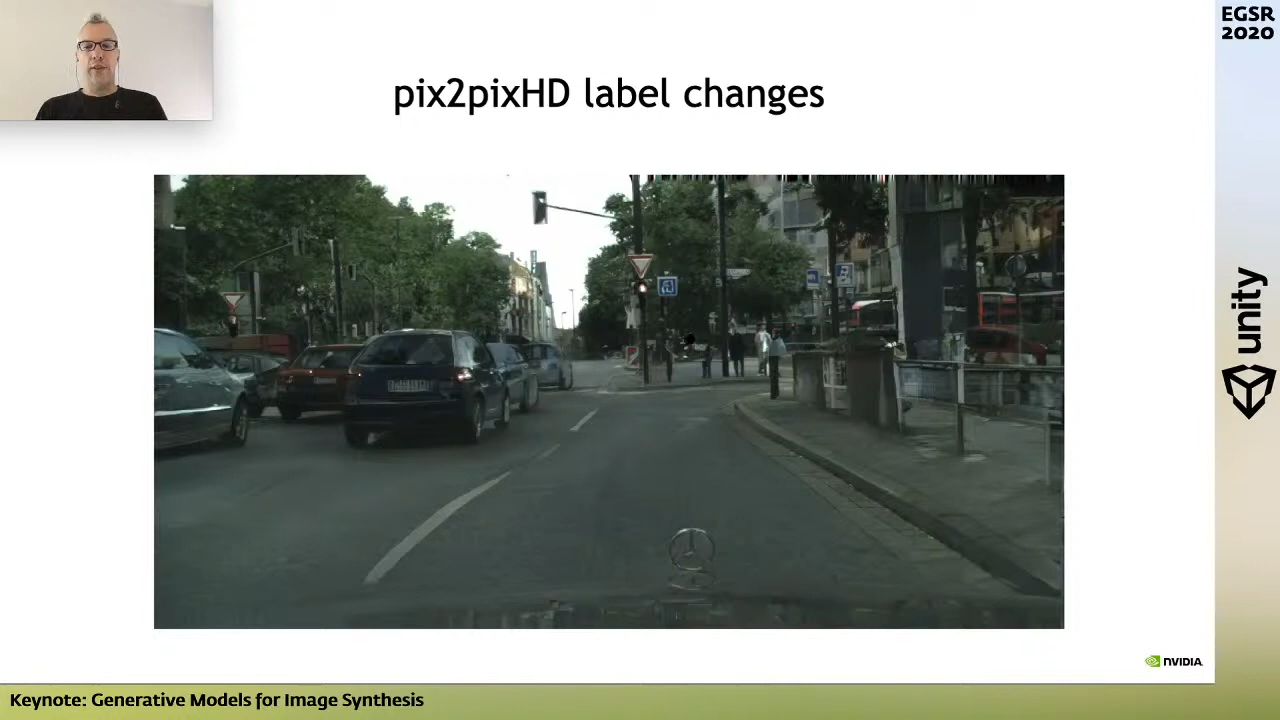 EGSR
2020
pix2pixHD label changes
unity
NVIDIA
Keynote: Generative Models for Image Synthesis